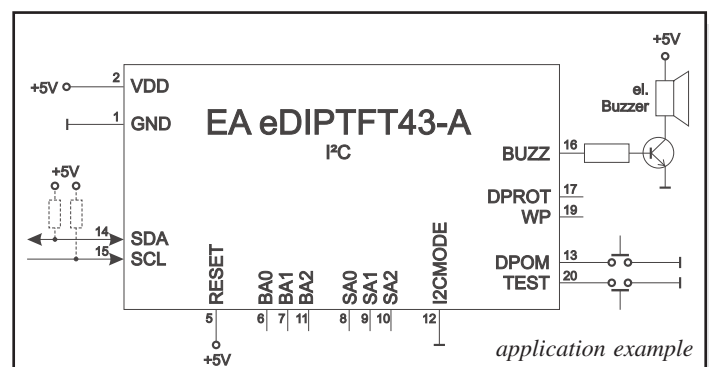 +5V
+5V
2
VDD
1
GND
EA eDIPTFT43-A
I²C
el.
Buzzer
BUZZ
16
DPROT
17
WP
19
+5V
14
SDA
15
SCL
DPOM
13
TEST
20
RESET
BA0
BA1
BA2
SA0
SA1
SA2
I2CMODE
5
6
7
11
8
9
10
12
+5V
application example